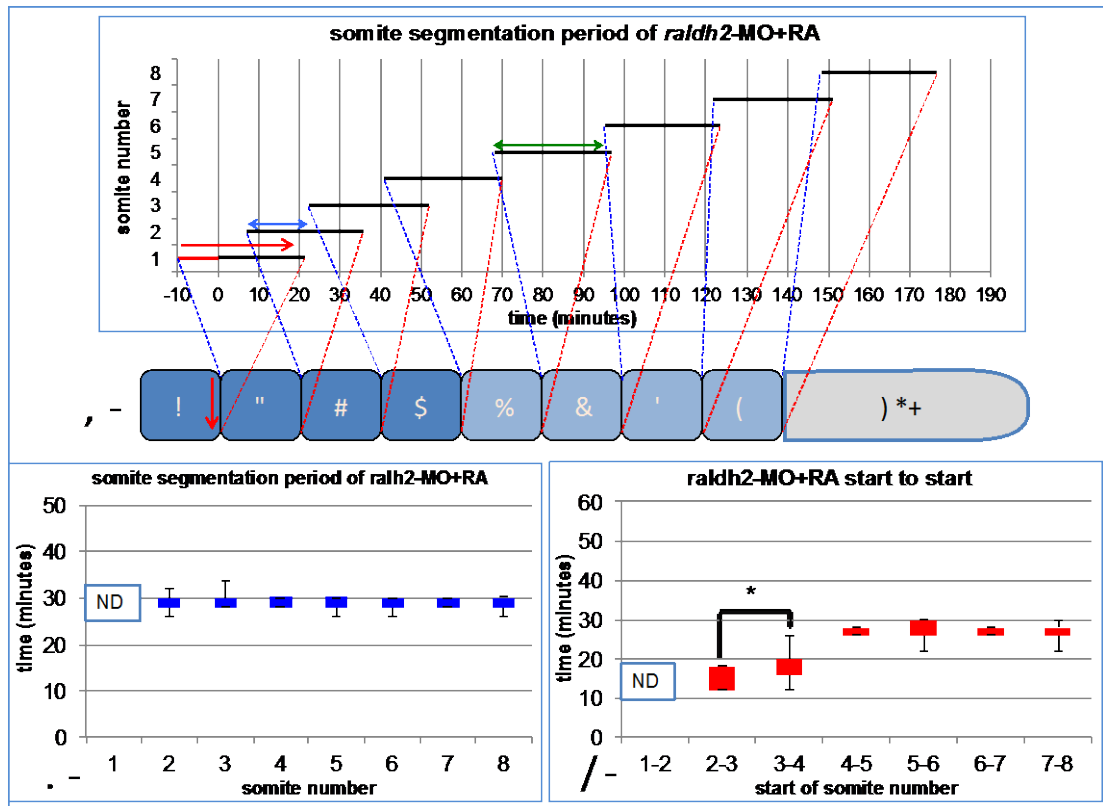 somite segmentation period of raldh2-MO+RA
somite number
8
7
6
5
4
3
2
1
-10 0 10 20 30 40 50 60 70 80 90 100 110 120 130 140 150 160 170 180 190
time (minutes)
, - ! " # $ % & ' ( ) *+
somite segmentation period of ralh2-MO+RA
time (minutes)
50
40
30
20
10
0
ND
1 2 3 4 5 6 7 8
somite number
. -
raldh2-MO+RA start to start
time (minutes)
60
50
40
30
20
10
0
*
ND
1-2 2-3 3-4 4-5 5-6 6-7 7-8
start of somite number
/ -